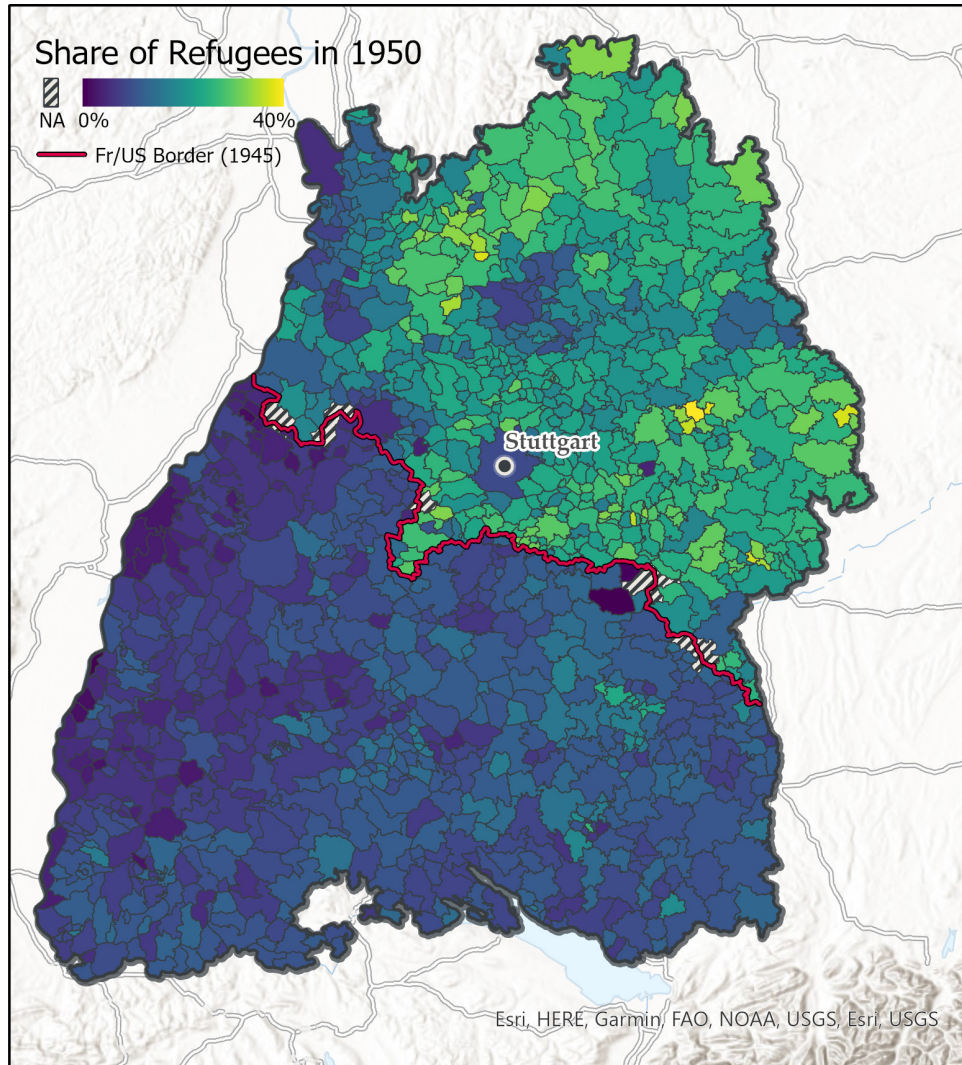 Share of Refugees in 1950
NA 0% 40%
Fr/US Border (1945)
Stuttgart
Esri, HERE, Garmin, FAO, NOAA, USGS, Esri, USGS